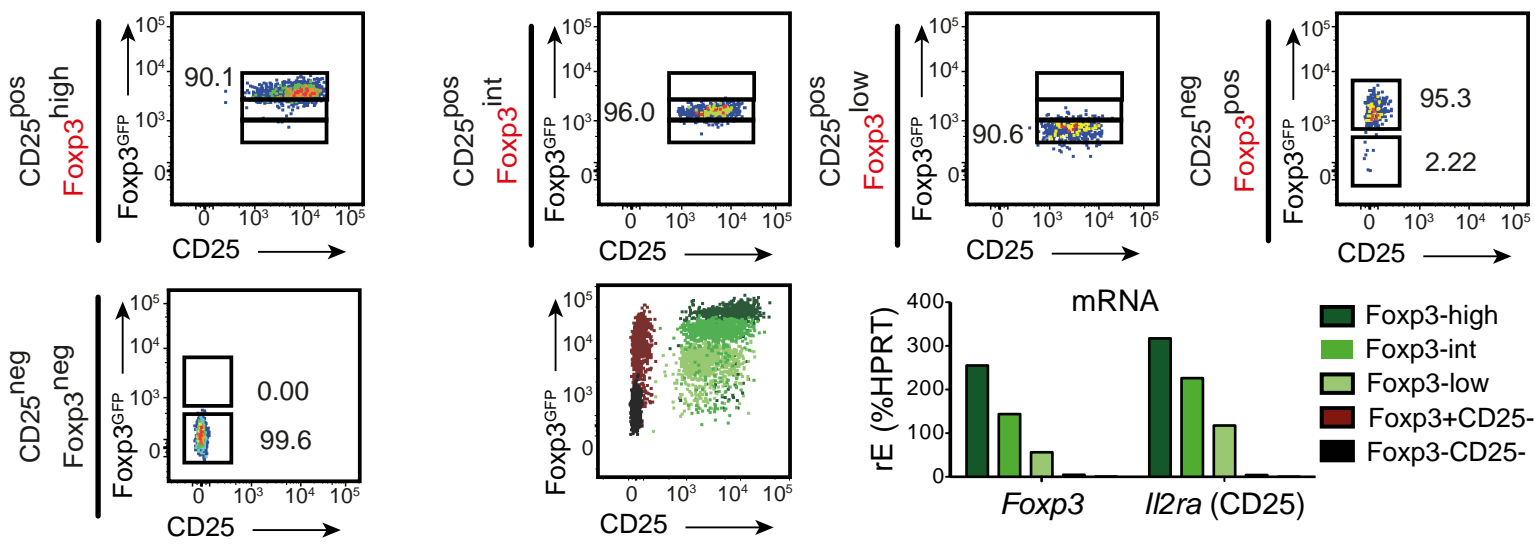 CD25pos
Foxp3high
Foxp3GFP
10⁵
10⁴
10³
0
90.1
0 10³ 10⁴ 10⁵
CD25
CD25pos
Foxp3int
Foxp3GFP
10⁵
10⁴
10³
0
96.0
0 10³ 10⁴ 10⁵
CD25
CD25pos
Foxp3low
Foxp3GFP
10⁵
10⁴
10³
0
90.6
0 10³ 10⁴ 10⁵
CD25
CD25neg
Foxp3pos
Foxp3GFP
10⁵
10⁴
10³
0
95.3
2.22
0 10³ 10⁴ 10⁵
CD25
CD25neg
Foxp3neg
Foxp3GFP
10⁵
10⁴
10³
0
0.00
99.6
0 10³ 10⁴ 10⁵
CD25
Foxp3GFP
10⁵
10⁴
10³
0
0 10³ 10⁴ 10⁵
CD25
mRNA
rE (%HPRT)
400
300
200
100
0
Foxp3 Il2ra (CD25)
Foxp3-high
Foxp3-int
Foxp3-low
Foxp3+CD25-
Foxp3-CD25-